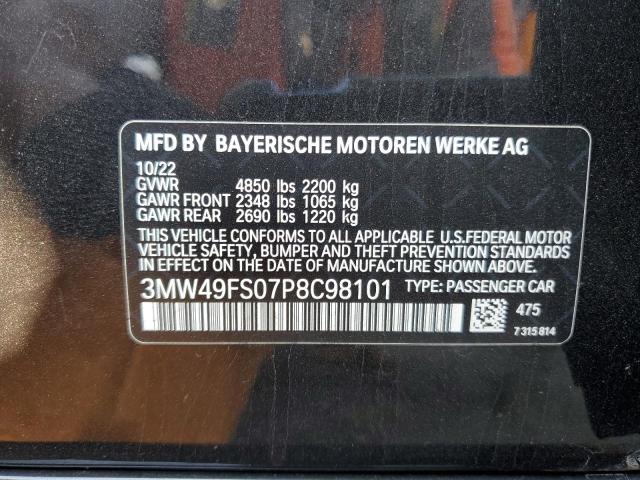 MFD BY BAYERISCHE MOTOREN WERKE AG
10/22
GVWR 4850 lbs 2200 kg
GAWR FRONT 2348 lbs 1065 kg
GAWR REAR 2690 lbs 1220 kg
THIS VEHICLE CONFORMS TO ALL APPLICABLE U.S.FEDERAL MOTOR
VEHICLE SAFETY, BUMPER AND THEFT PREVENTION STANDARDS
IN EFFECT ON THE DATE OF MANUFACTURE SHOWN ABOVE.
3MW49FS07P8C98101 TYPE: PASSENGER CAR
475
7 315 814